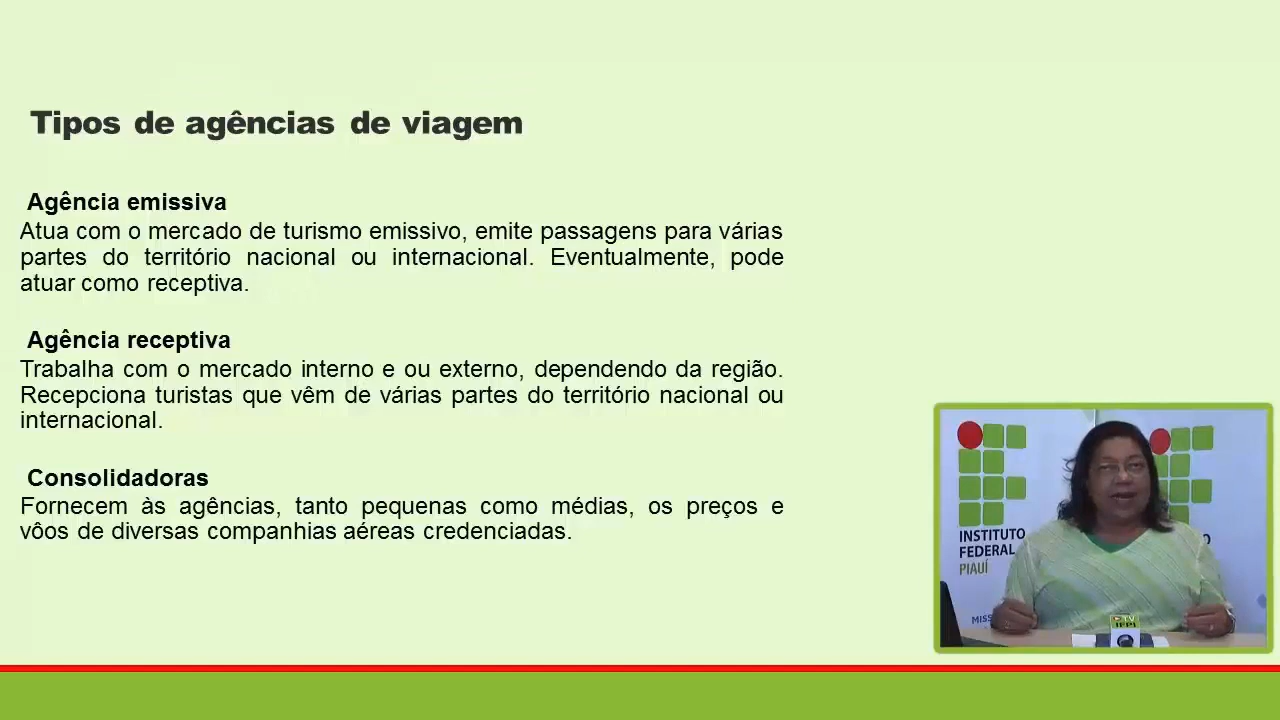 Tipos de agências de viagem
Agência emissiva
Atua com o mercado de turismo emissivo, emite passagens para várias
partes do território nacional ou internacional. Eventualmente, pode
atuar como receptiva.
Agência receptiva
Trabalha com o mercado interno e ou externo, dependendo da região.
Recepciona turistas que vêm de várias partes do território nacional ou
internacional.
Consolidadoras
Fornecem às agências, tanto pequenas como médias, os preços e
vôos de diversas companhias aéreas credenciadas.
INSTITUTO
FEDERAL
PIAUÍ
TV
IFPI